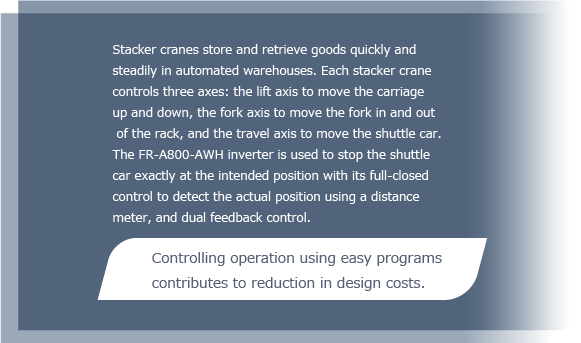 Stacker cranes store and retrieve goods quickly and
steadily in automated warehouses. Each stacker crane
controls three axes: the lift axis to move the carriage
up and down, the fork axis to move the fork in and out
of the rack, and the travel axis to move the shuttle car.
The FR-A800-AWH inverter is used to stop the shuttle
car exactly at the intended position with its full-closed
control to detect the actual position using a distance
meter, and dual feedback control.
Controlling operation using easy programs
contributes to reduction in design costs.